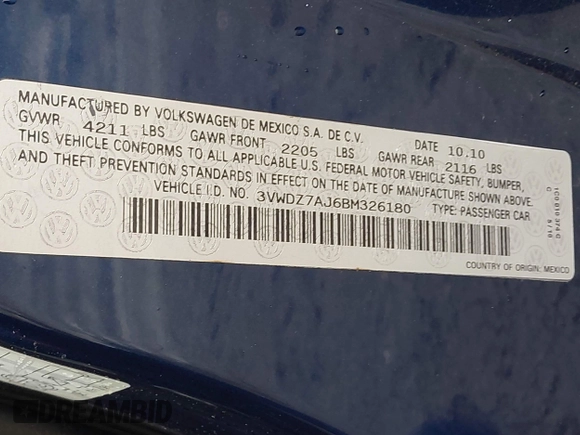 MANUFACTURED BY VOLKSWAGEN DE MEXICO S.A. DE C.V. DATE 10.10
GVWR 4211 LBS GAWR FRONT 2205 LBS GAWR REAR 2116 LBS
THIS VEHICLE CONFORMS TO ALL APPLICABLE U.S. FEDERAL MOTOR VEHICLE SAFETY, BUMPER,
AND THEFT PREVENTION STANDARDS IN EFFECT ON THE DATE OF MANUFACTURE SHOWN ABOVE.
VEHICLE I.D. NO. 3VWDZ7AJ6BM326180 TYPE: PASSENGER CAR
COUNTRY OF ORIGIN: MEXICO
DREAMBID